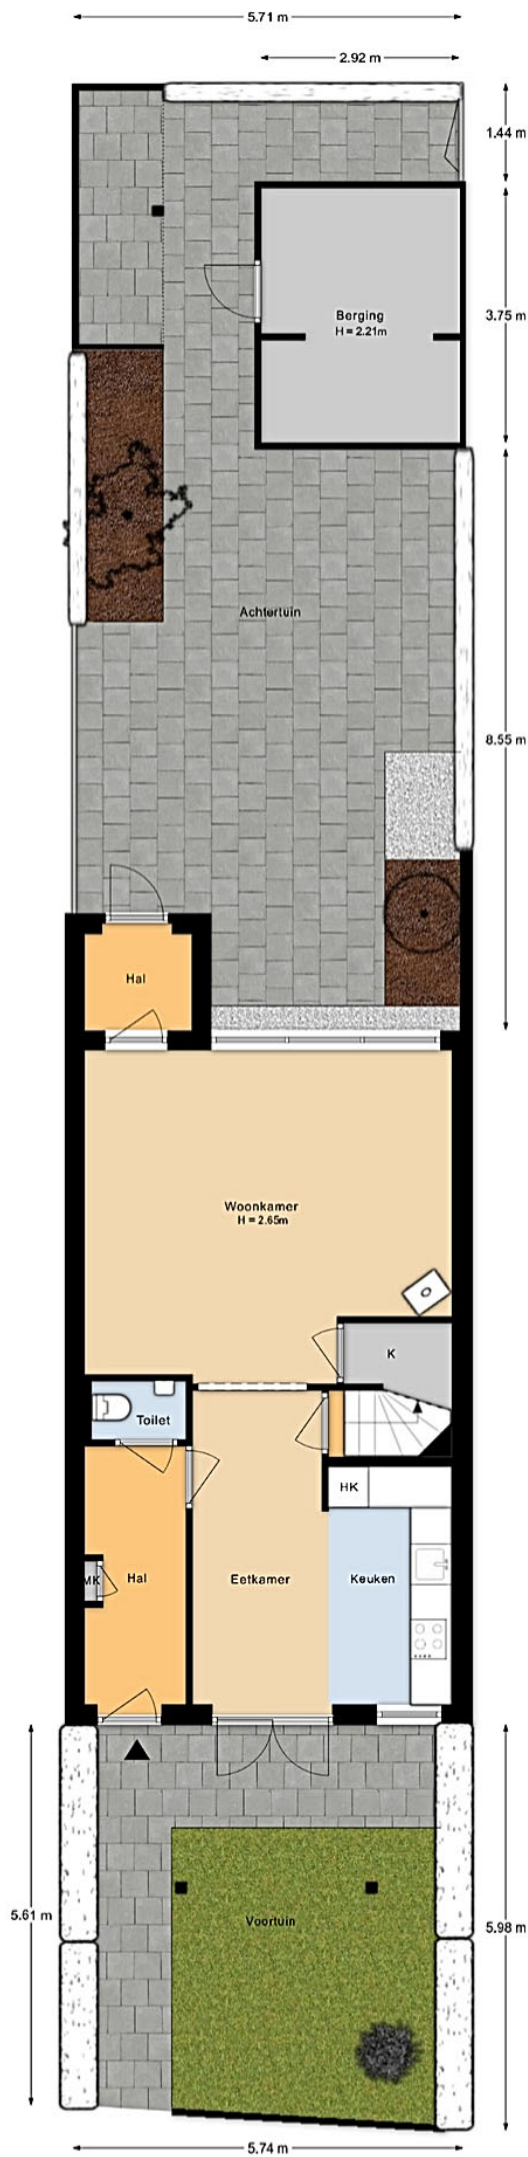 5.71 m
2.92 m
1.44 m
Berging
H = 2.21m
3.75 m
Achtertuin
8.55 m
Hal
Woonkamer
H = 2.65m
K
Toilet
HK
MK
Hal
Eetkamer
Keuken
5.61 m
Voortuin
5.98 m
5.74 m